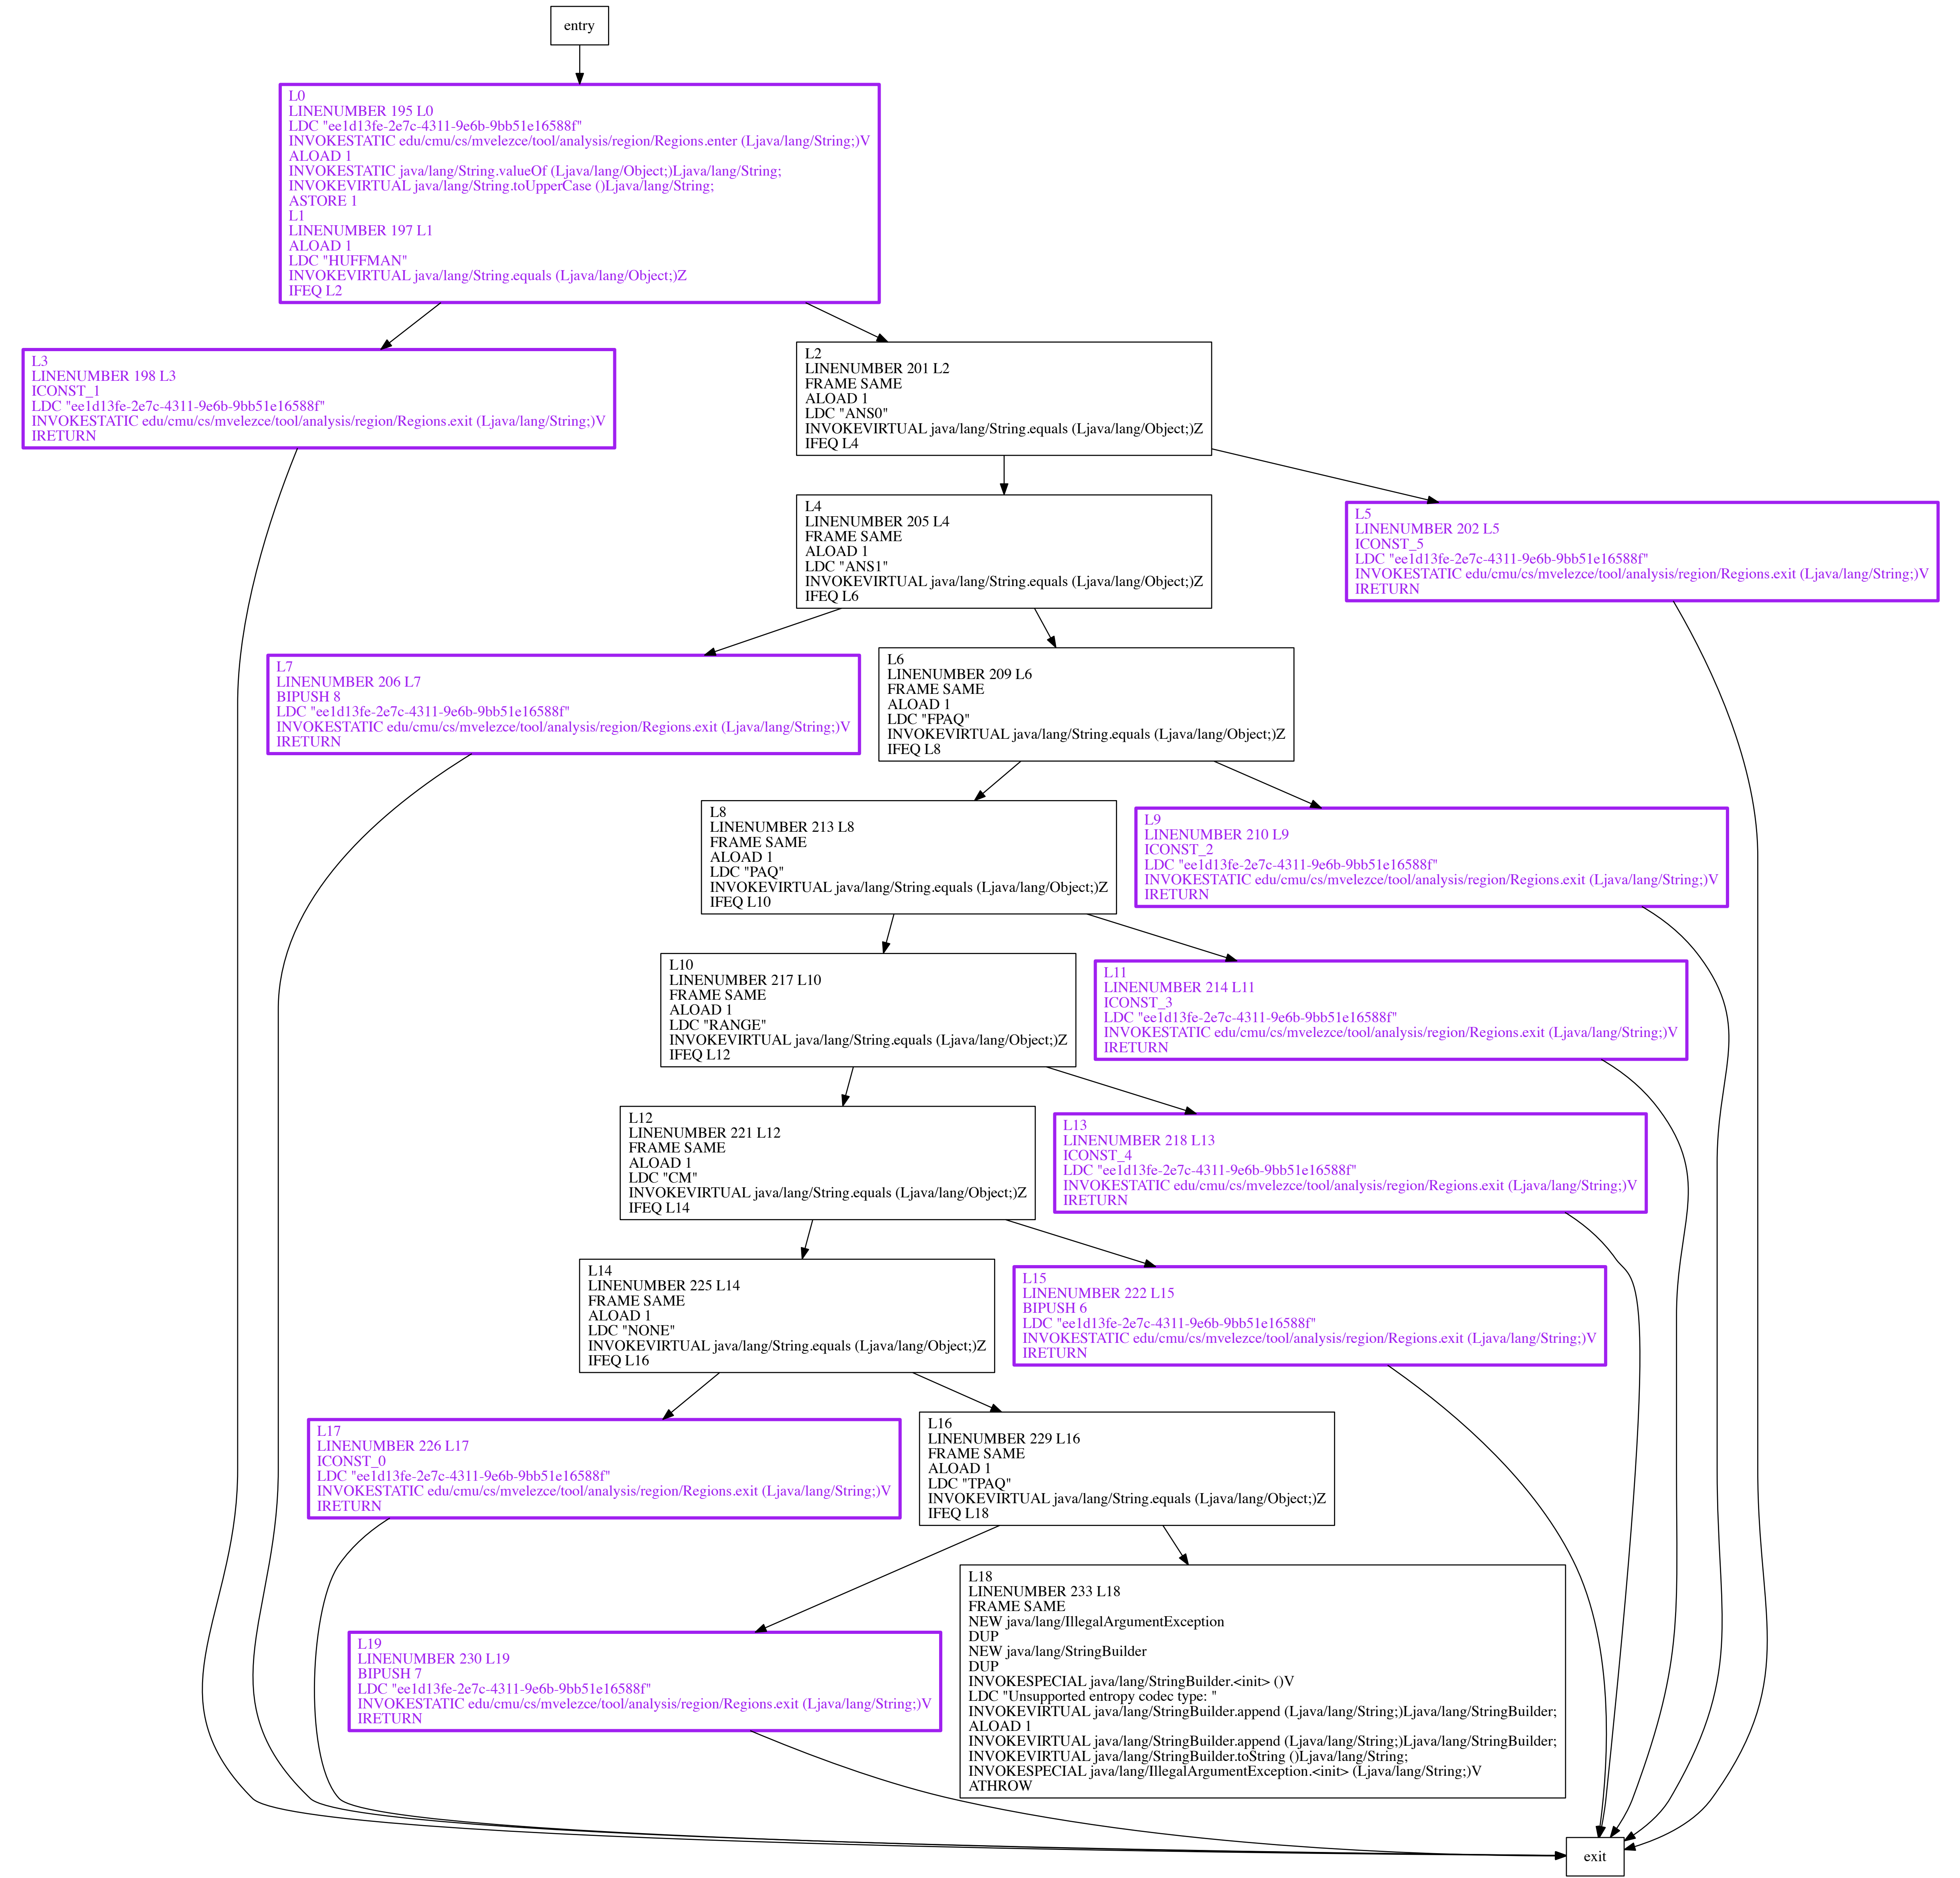 entry
L0
LINENUMBER 195 L0
LDC "ee1d13fe-2e7c-4311-9e6b-9bb51e16588f"
INVOKESTATIC edu/cmu/cs/mvelezce/tool/analysis/region/Regions.enter (Ljava/lang/String;)V
ALOAD 1
INVOKESTATIC java/lang/String.valueOf (Ljava/lang/Object;)Ljava/lang/String;
INVOKEVIRTUAL java/lang/String.toUpperCase ()Ljava/lang/String;
ASTORE 1
L1
LINENUMBER 197 L1
ALOAD 1
LDC "HUFFMAN"
INVOKEVIRTUAL java/lang/String.equals (Ljava/lang/Object;)Z
IFEQ L2
L3
LINENUMBER 198 L3
ICONST_1
LDC "ee1d13fe-2e7c-4311-9e6b-9bb51e16588f"
INVOKESTATIC edu/cmu/cs/mvelezce/tool/analysis/region/Regions.exit (Ljava/lang/String;)V
IRETURN
L2
LINENUMBER 201 L2
FRAME SAME
ALOAD 1
LDC "ANS0"
INVOKEVIRTUAL java/lang/String.equals (Ljava/lang/Object;)Z
IFEQ L4
L4
LINENUMBER 205 L4
FRAME SAME
ALOAD 1
LDC "ANS1"
INVOKEVIRTUAL java/lang/String.equals (Ljava/lang/Object;)Z
IFEQ L6
L5
LINENUMBER 202 L5
ICONST_5
LDC "ee1d13fe-2e7c-4311-9e6b-9bb51e16588f"
INVOKESTATIC edu/cmu/cs/mvelezce/tool/analysis/region/Regions.exit (Ljava/lang/String;)V
IRETURN
L7
LINENUMBER 206 L7
BIPUSH 8
LDC "ee1d13fe-2e7c-4311-9e6b-9bb51e16588f"
INVOKESTATIC edu/cmu/cs/mvelezce/tool/analysis/region/Regions.exit (Ljava/lang/String;)V
IRETURN
L6
LINENUMBER 209 L6
FRAME SAME
ALOAD 1
LDC "FPAQ"
INVOKEVIRTUAL java/lang/String.equals (Ljava/lang/Object;)Z
IFEQ L8
L8
LINENUMBER 213 L8
FRAME SAME
ALOAD 1
LDC "PAQ"
INVOKEVIRTUAL java/lang/String.equals (Ljava/lang/Object;)Z
IFEQ L10
L9
LINENUMBER 210 L9
ICONST_2
LDC "ee1d13fe-2e7c-4311-9e6b-9bb51e16588f"
INVOKESTATIC edu/cmu/cs/mvelezce/tool/analysis/region/Regions.exit (Ljava/lang/String;)V
IRETURN
L10
LINENUMBER 217 L10
FRAME SAME
ALOAD 1
LDC "RANGE"
INVOKEVIRTUAL java/lang/String.equals (Ljava/lang/Object;)Z
IFEQ L12
L11
LINENUMBER 214 L11
ICONST_3
LDC "ee1d13fe-2e7c-4311-9e6b-9bb51e16588f"
INVOKESTATIC edu/cmu/cs/mvelezce/tool/analysis/region/Regions.exit (Ljava/lang/String;)V
IRETURN
L12
LINENUMBER 221 L12
FRAME SAME
ALOAD 1
LDC "CM"
INVOKEVIRTUAL java/lang/String.equals (Ljava/lang/Object;)Z
IFEQ L14
L13
LINENUMBER 218 L13
ICONST_4
LDC "ee1d13fe-2e7c-4311-9e6b-9bb51e16588f"
INVOKESTATIC edu/cmu/cs/mvelezce/tool/analysis/region/Regions.exit (Ljava/lang/String;)V
IRETURN
L14
LINENUMBER 225 L14
FRAME SAME
ALOAD 1
LDC "NONE"
INVOKEVIRTUAL java/lang/String.equals (Ljava/lang/Object;)Z
IFEQ L16
L15
LINENUMBER 222 L15
BIPUSH 6
LDC "ee1d13fe-2e7c-4311-9e6b-9bb51e16588f"
INVOKESTATIC edu/cmu/cs/mvelezce/tool/analysis/region/Regions.exit (Ljava/lang/String;)V
IRETURN
L17
LINENUMBER 226 L17
ICONST_0
LDC "ee1d13fe-2e7c-4311-9e6b-9bb51e16588f"
INVOKESTATIC edu/cmu/cs/mvelezce/tool/analysis/region/Regions.exit (Ljava/lang/String;)V
IRETURN
L16
LINENUMBER 229 L16
FRAME SAME
ALOAD 1
LDC "TPAQ"
INVOKEVIRTUAL java/lang/String.equals (Ljava/lang/Object;)Z
IFEQ L18
L19
LINENUMBER 230 L19
BIPUSH 7
LDC "ee1d13fe-2e7c-4311-9e6b-9bb51e16588f"
INVOKESTATIC edu/cmu/cs/mvelezce/tool/analysis/region/Regions.exit (Ljava/lang/String;)V
IRETURN
L18
LINENUMBER 233 L18
FRAME SAME
NEW java/lang/IllegalArgumentException
DUP
NEW java/lang/StringBuilder
DUP
INVOKESPECIAL java/lang/StringBuilder.<init> ()V
LDC "Unsupported entropy codec type: "
INVOKEVIRTUAL java/lang/StringBuilder.append (Ljava/lang/String;)Ljava/lang/StringBuilder;
ALOAD 1
INVOKEVIRTUAL java/lang/StringBuilder.append (Ljava/lang/String;)Ljava/lang/StringBuilder;
INVOKEVIRTUAL java/lang/StringBuilder.toString ()Ljava/lang/String;
INVOKESPECIAL java/lang/IllegalArgumentException.<init> (Ljava/lang/String;)V
ATHROW
exit